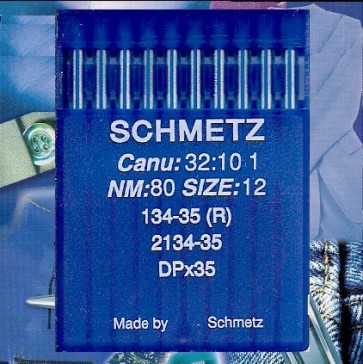 SCHMETZ
Canu: 32:10 1
NM:80 SIZE:12
134-35 (R)
2134-35
DPx35
Made by Schmetz